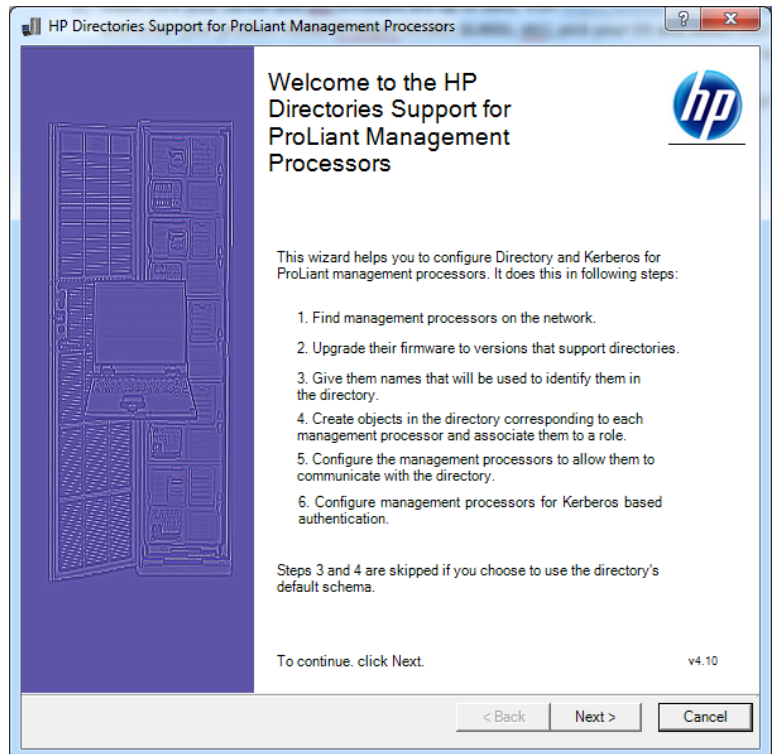 HP Directories Support for ProLiant Management Processors
?
X
Welcome to the HP
Directories Support for
ProLiant Management
Processors
hp
This wizard helps you to configure Directory and Kerberos for
ProLiant management processors. It does this in following steps:
1. Find management processors on the network.
2. Upgrade their firmware to versions that support directories.
3. Give them names that will be used to identify them in
the directory.
4. Create objects in the directory corresponding to each
management processor and associate them to a role.
5. Configure the management processors to allow them to
communicate with the directory.
6. Configure management processors for Kerberos based
authentication.
Steps 3 and 4 are skipped if you choose to use the directory's
default schema.
To continue. click Next.
v4.10
< Back
Next >
Cancel